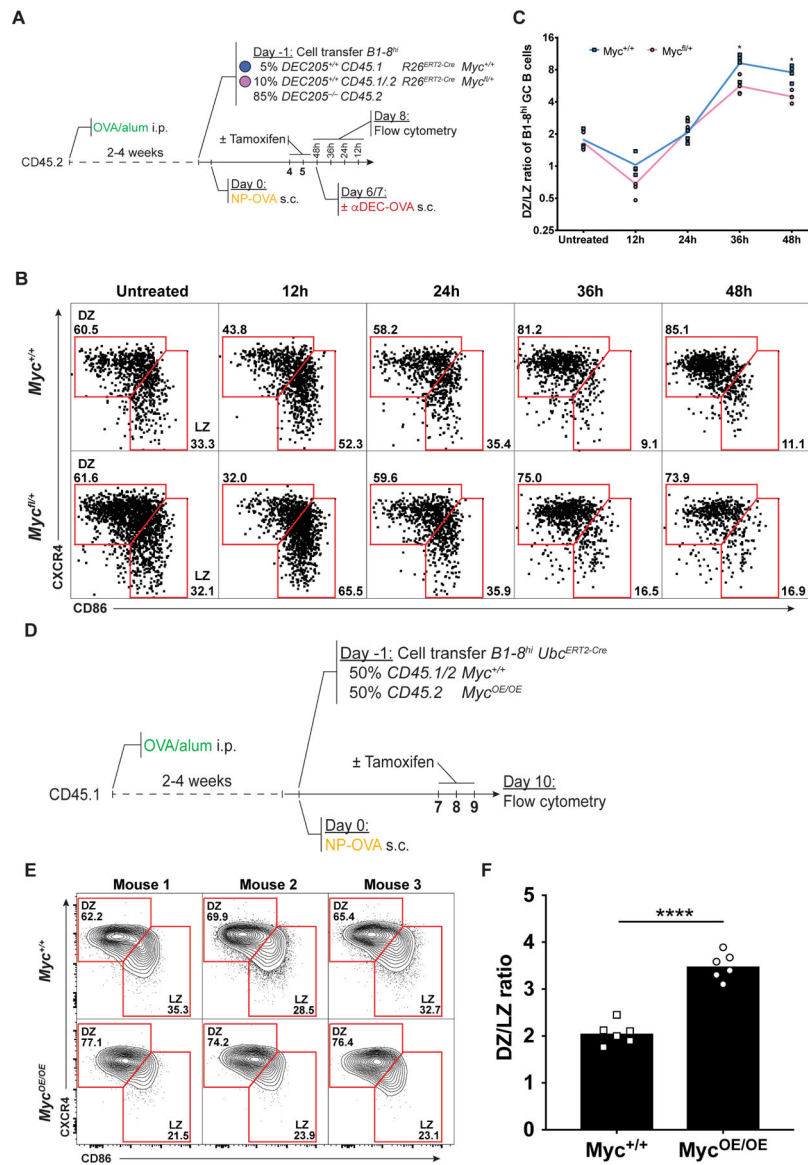 A
Day -1: Cell transfer B1-8hi
5% DEC205+/+ CD45.1 R26ERT2-Cre Myc+/+
10% DEC205+/+ CD45.1/.2 R26ERT2-Cre Mycfl/+
85% DEC205-/- CD45.2
OVA/alum i.p.
CD45.2
2-4 weeks
± Tamoxifen
4 5
48h
36h
24h
12h
Day 8:
Flow cytometry
Day 0:
NP-OVA s.c.
Day 6/7:
± αDEC-OVA s.c.
C
Myc+/+
Mycfl/+
DZ/LZ ratio of B1-8hi GC B cells
16
8
4
2
1
0.5
0.25
* *
Untreated 12h 24h 36h 48h
B
Untreated 12h 24h 36h 48h
Myc+/+
DZ
60.5 43.8 58.2 81.2 85.1
LZ
33.3 52.3 35.4 9.1 11.1
Mycfl/+
DZ
61.6 32.0 59.6 75.0 73.9
LZ
32.1 65.5 35.9 16.5 16.9
CXCR4
CD86
D
Day -1: Cell transfer B1-8hi UbcERT2-Cre
50% CD45.1/2 Myc+/+
50% CD45.2 MycOE/OE
OVA/alum i.p.
CD45.1
2-4 weeks
± Tamoxifen
7 8 9
Day 10:
Flow cytometry
Day 0:
NP-OVA s.c.
E
Mouse 1 Mouse 2 Mouse 3
Myc+/+
DZ DZ DZ
62.2 69.9 65.4
LZ LZ LZ
35.3 28.5 32.7
MycOE/OE
DZ DZ DZ
77.1 74.2 76.4
LZ LZ LZ
21.5 23.9 23.1
CXCR4
CD86
F
DZ/LZ ratio
5
4
3
2
1
0
****
Myc+/+ MycOE/OE